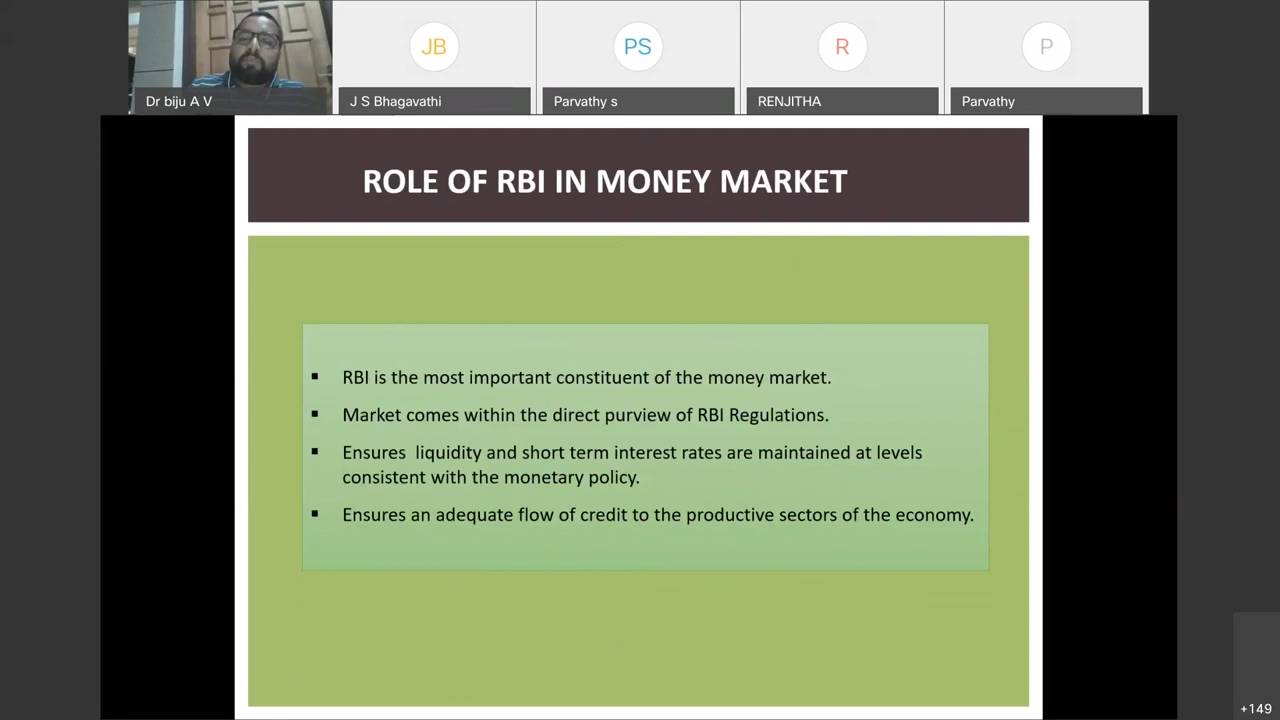 JB
PS
R
P
Dr biju A V
J S Bhagavathi
Parvathy s
RENJITHA
Parvathy
ROLE OF RBI IN MONEY MARKET
▪ RBI is the most important constituent of the money market.
▪ Market comes within the direct purview of RBI Regulations.
▪ Ensures liquidity and short term interest rates are maintained at levels
consistent with the monetary policy.
▪ Ensures an adequate flow of credit to the productive sectors of the economy.
+149